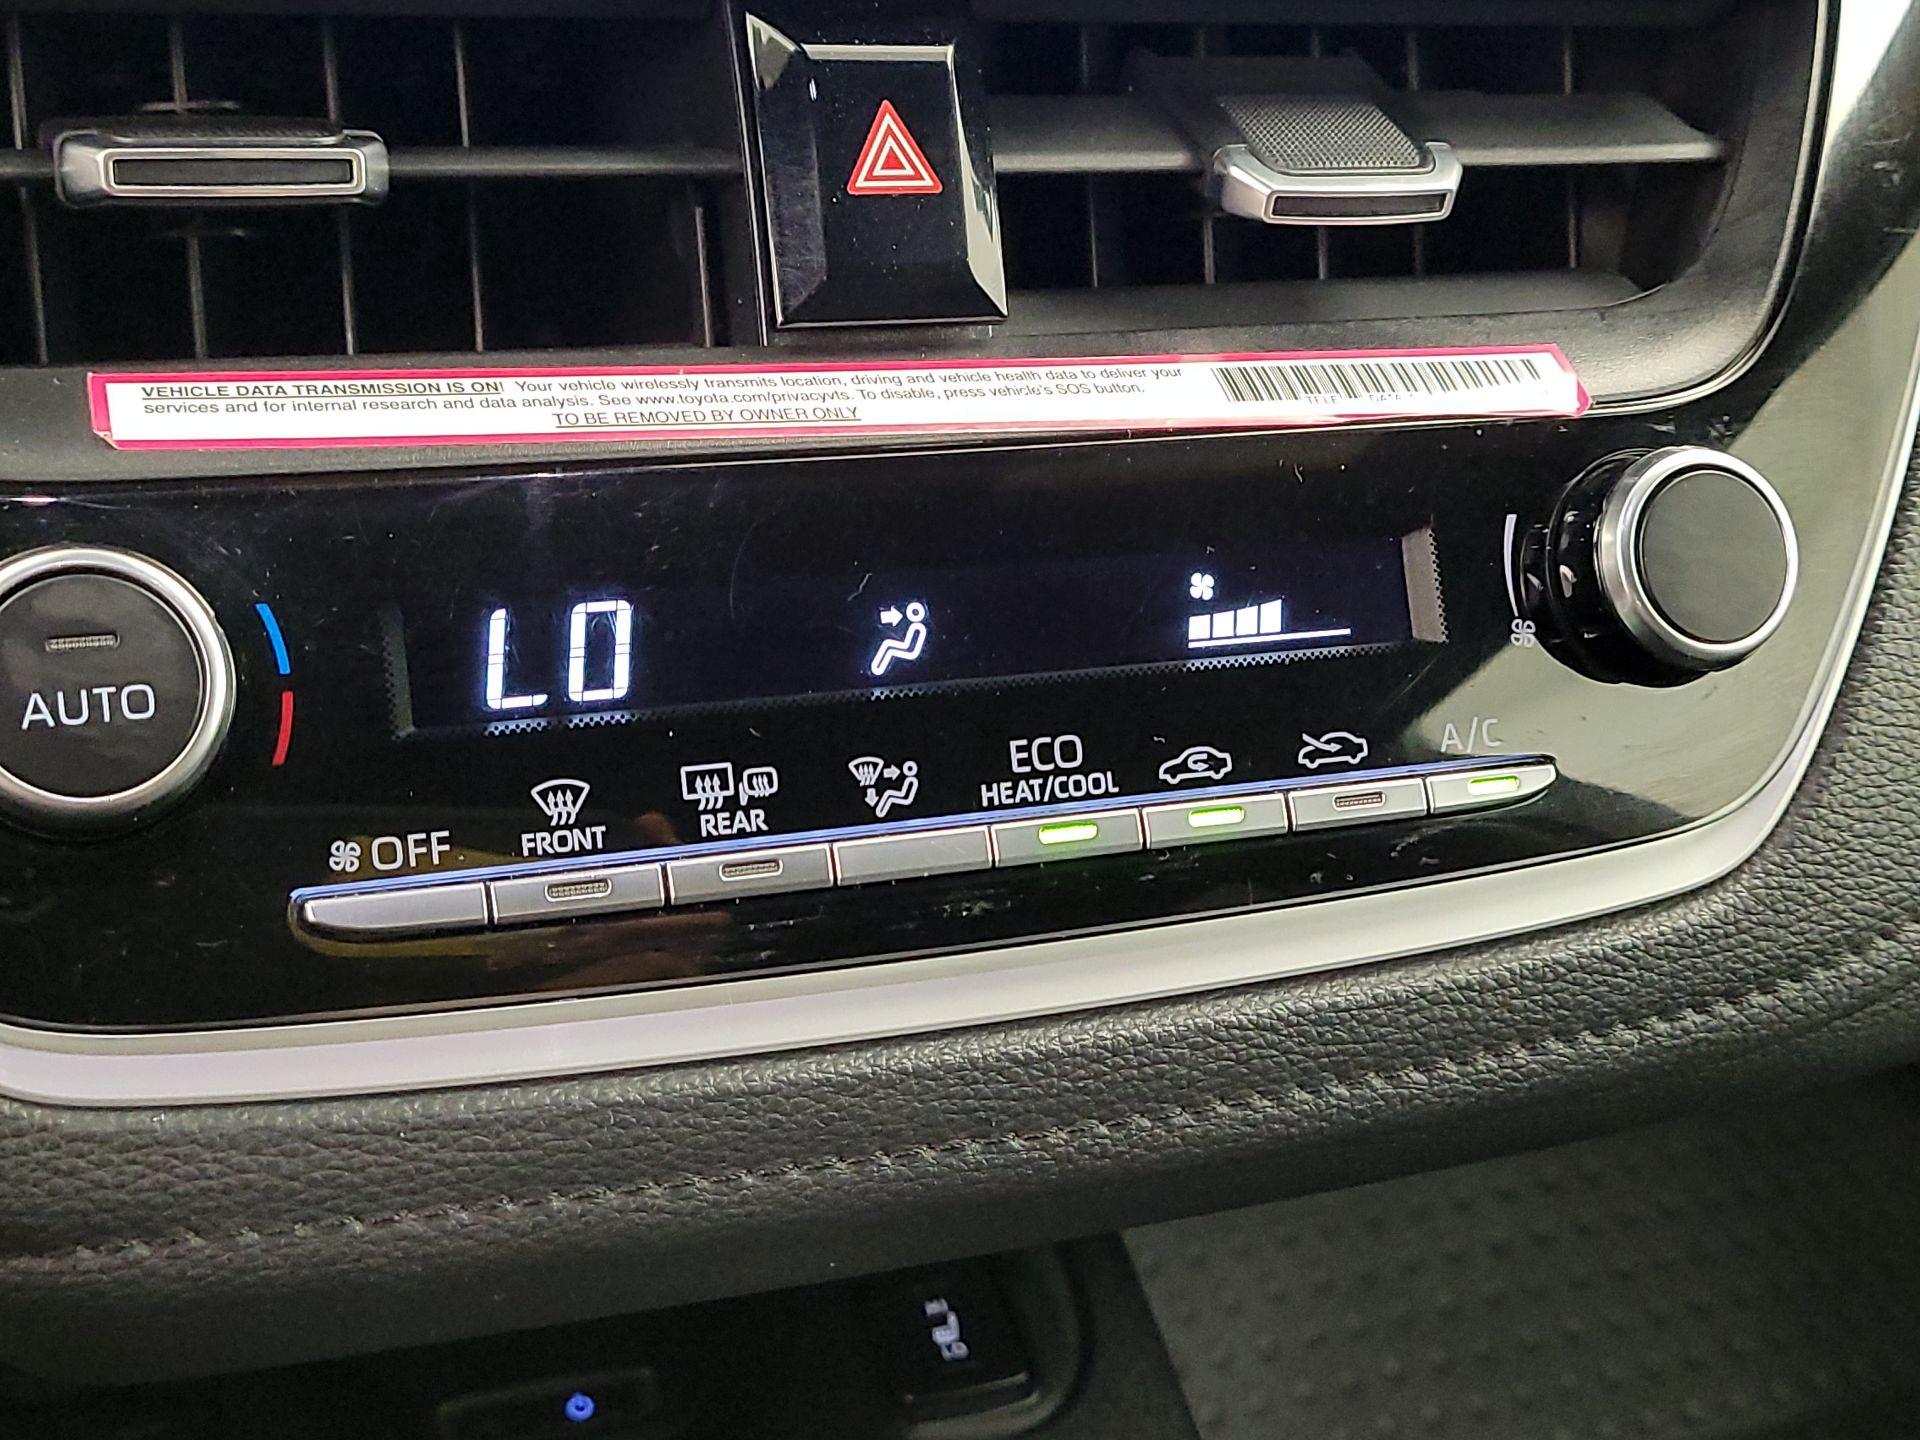 VEHICLE DATA TRANSMISSION IS ON! Your vehicle wirelessly transmits location, driving and vehicle health data to deliver your
services and for internal research and data analysis. See www.toyota.com/privacyvts. To disable, press vehicle's SOS button.
TO BE REMOVED BY OWNER ONLY
AUTO
LO
OFF
FRONT
REAR
ECO
HEAT/COOL
A/C